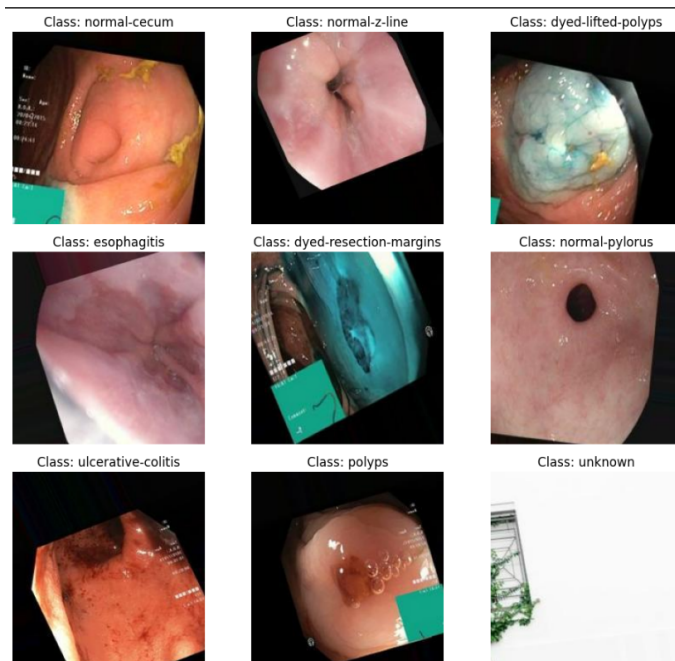 Class: normal-cecum
Class: normal-z-line
Class: dyed-lifted-polyps
Class: esophagitis
Class: dyed-resection-margins
Class: normal-pylorus
Class: ulcerative-colitis
Class: polyps
Class: unknown